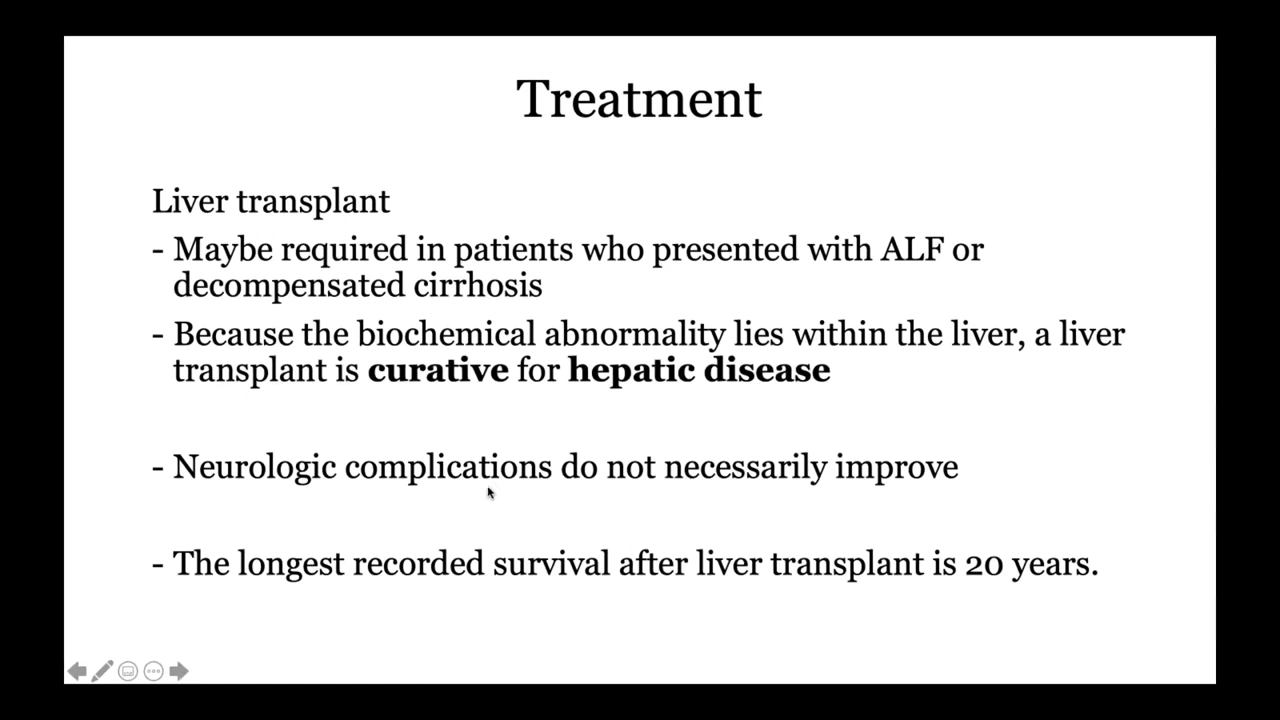 Treatment
Liver transplant
- Maybe required in patients who presented with ALF or
decompensated cirrhosis
- Because the biochemical abnormality lies within the liver, a liver
transplant is curative for hepatic disease
- Neurologic complications do not necessarily improve
- The longest recorded survival after liver transplant is 20 years.